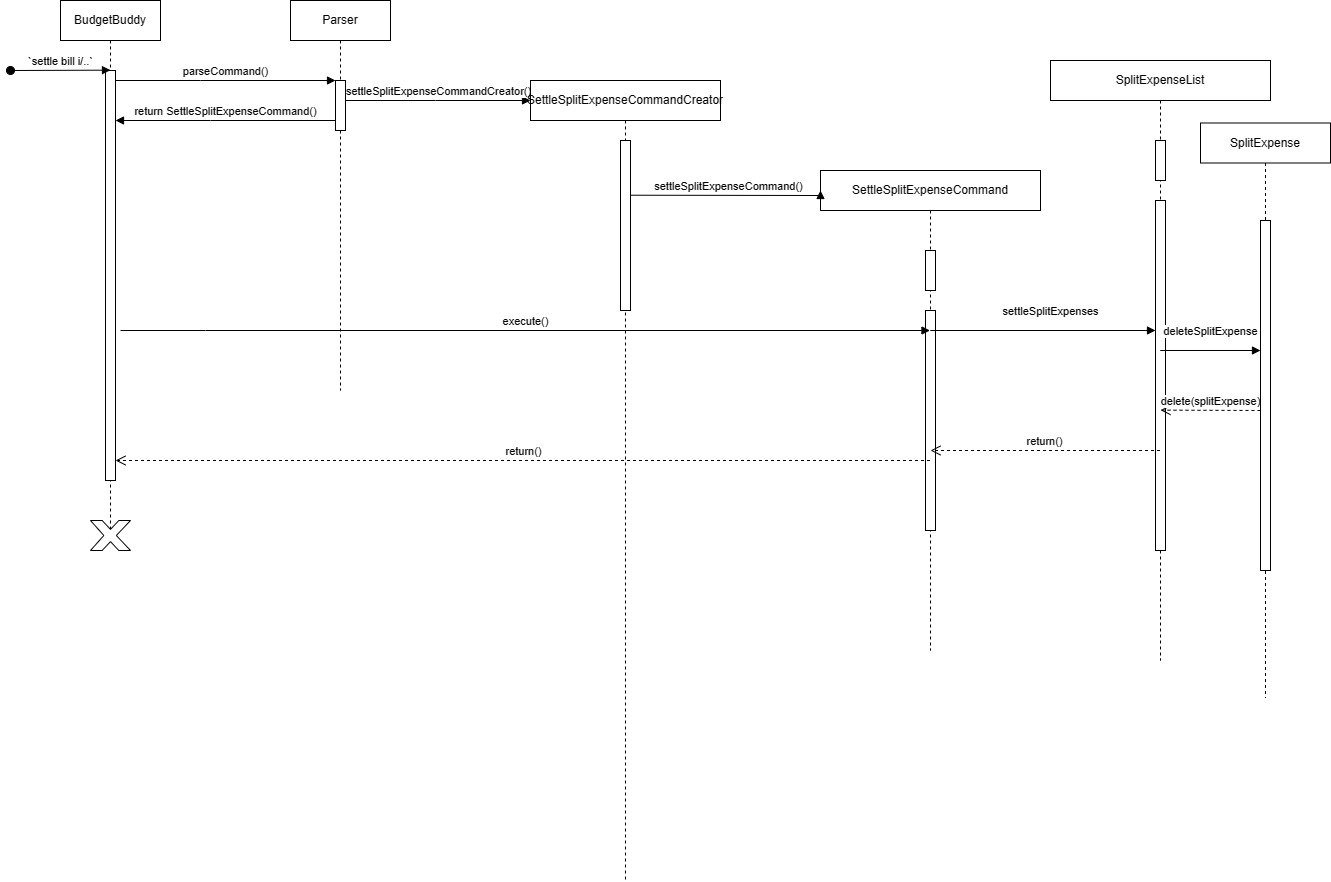 BudgetBuddy
Parser
`settle bill i/..`
parseCommand()
SplitExpenseList
settleSplitExpenseCommandCreator()
SettleSplitExpenseCommandCreator
return SettleSplitExpenseCommand()
SplitExpense
settleSplitExpenseCommand()
SettleSplitExpenseCommand
execute()
settleSplitExpenses
deleteSplitExpense
delete(splitExpense)
return()
return()